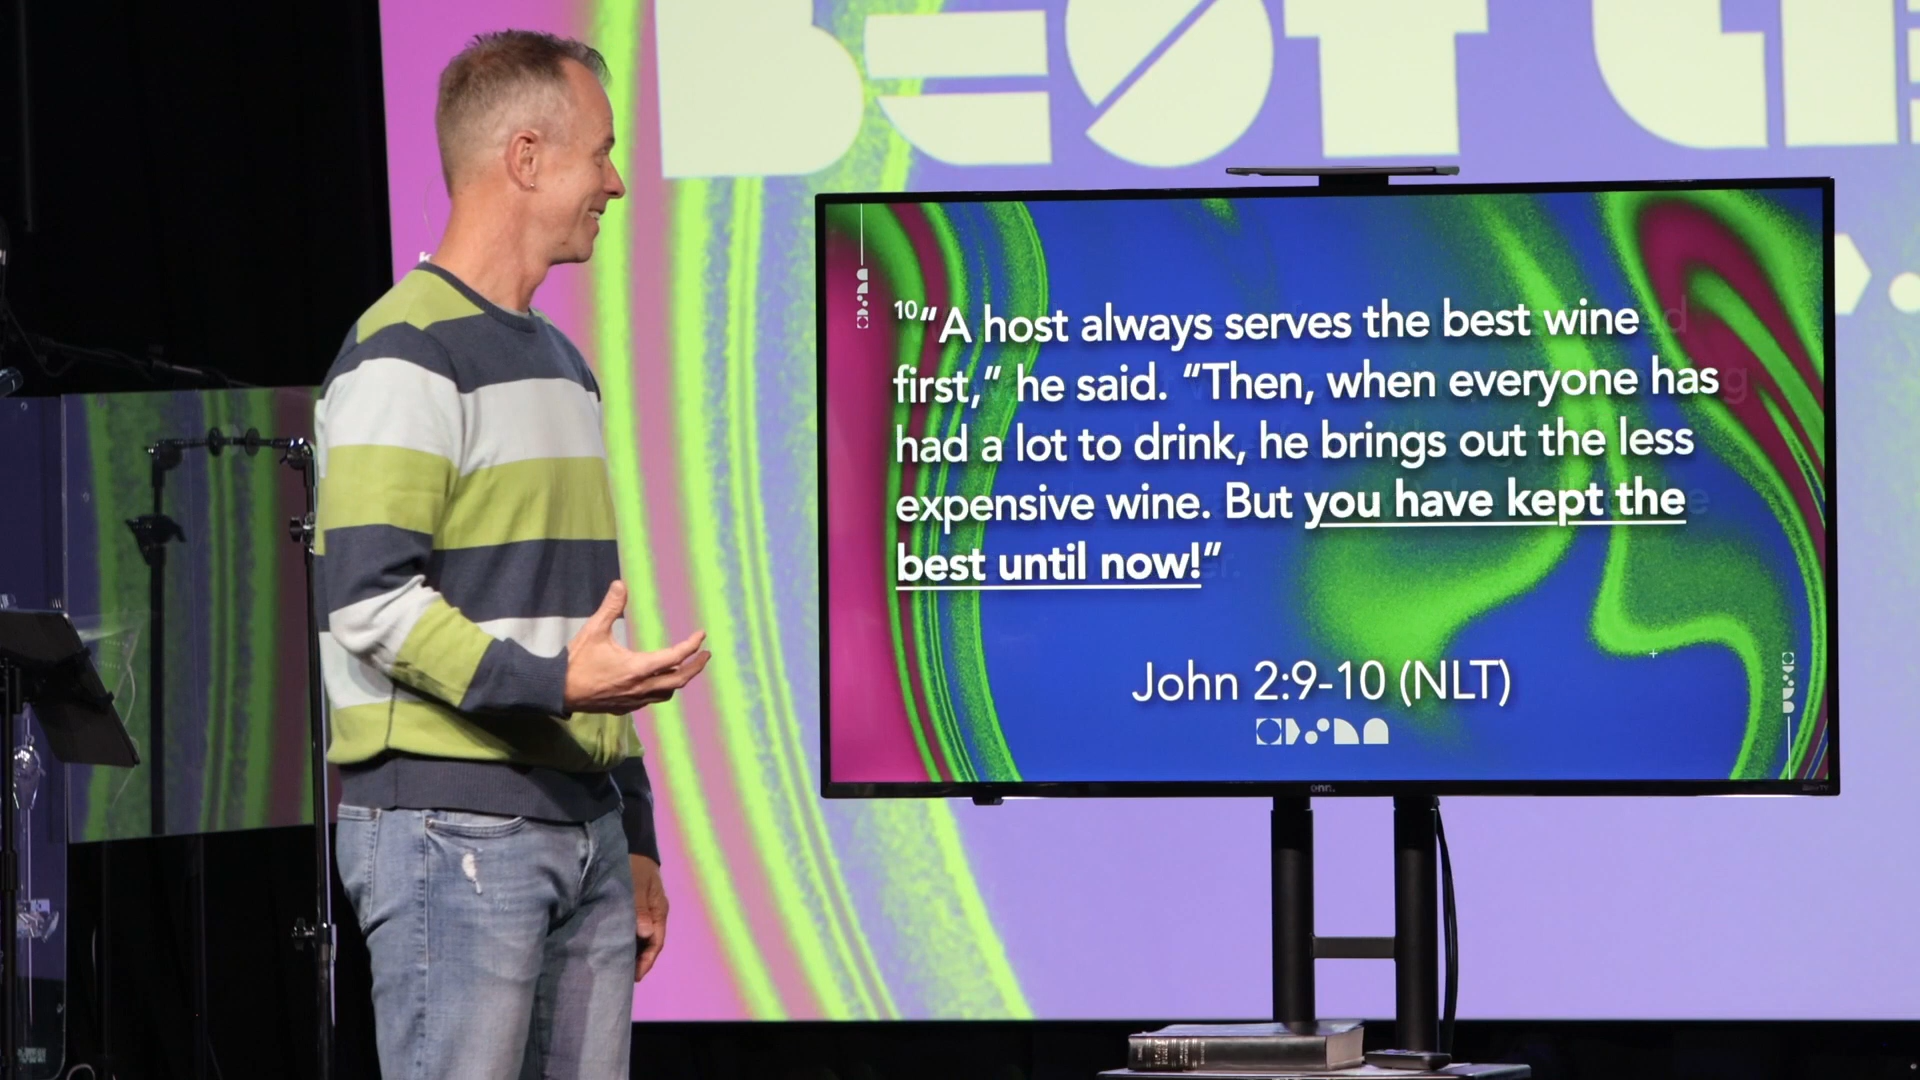 BEST
¹⁰“A host always serves the best wine
first,” he said. “Then, when everyone has
had a lot to drink, he brings out the less
expensive wine. But you have kept the
best until now!”
John 2:9-10 (NLT)
onn.